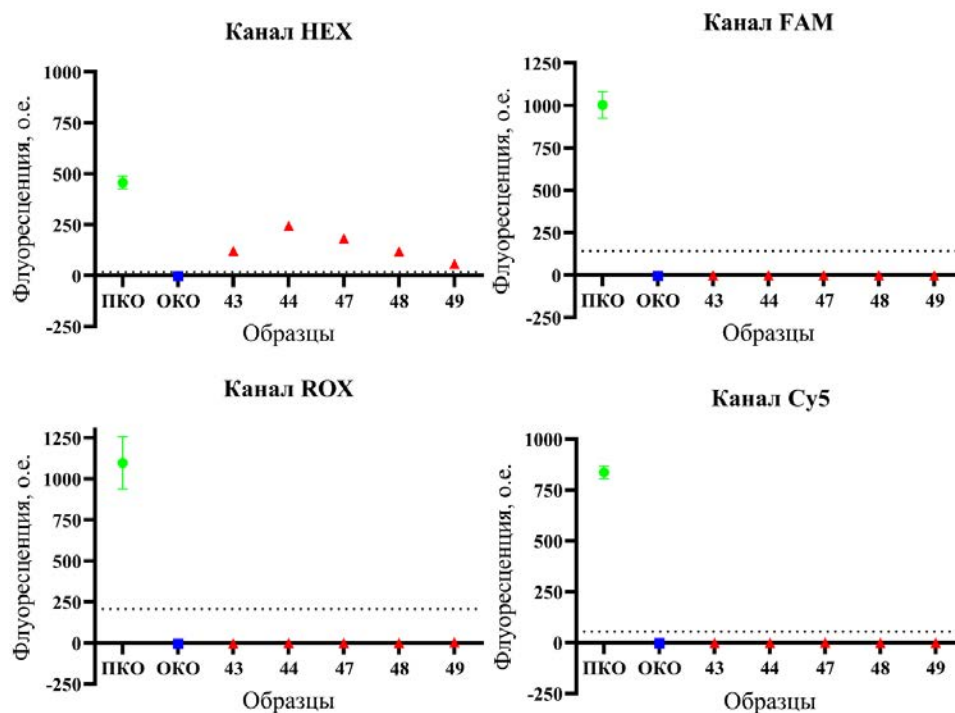 Канал HEX
Флуоресценция, о.е.
1000
750
500
250
0
-250
ПКО ОКО 43 44 47 48 49
Образцы
Канал FAM
Флуоресценция, о.е.
1250
1000
750
500
250
0
-250
ПКО ОКО 43 44 47 48 49
Образцы
Канал ROX
Флуоресценция, о.е.
1250
1000
750
500
250
0
-250
ПКО ОКО 43 44 47 48 49
Образцы
Канал Cy5
Флуоресценция, о.е.
1000
750
500
250
0
-250
ПКО ОКО 43 44 47 48 49
Образцы